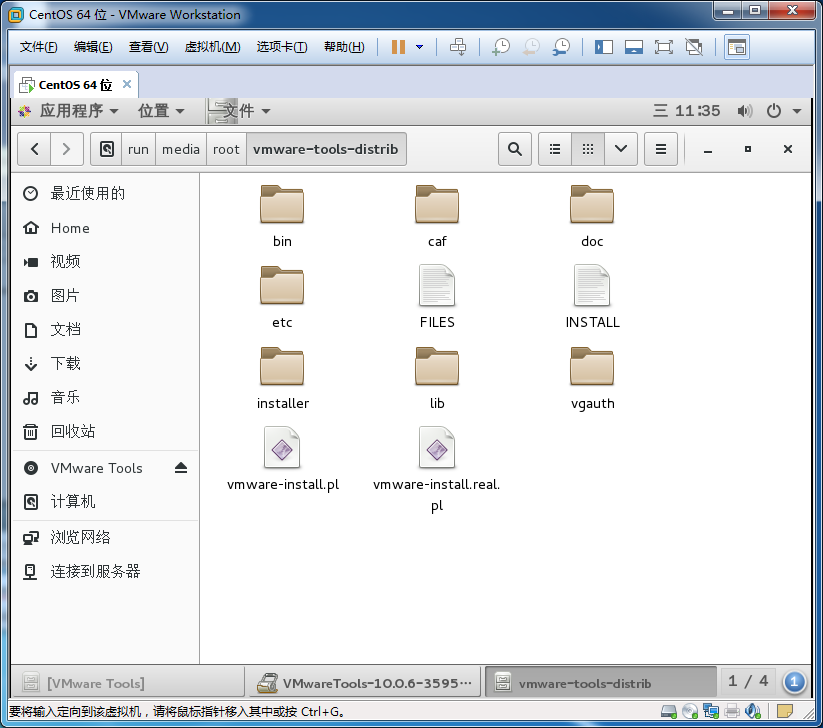 CentOS 64 位 - VMware Workstation
文件(F) 编辑(E) 查看(V) 虚拟机(M) 选项卡(T) 帮助(H)
CentOS 64 位
应用程序 位置 文件 三 11:35
run media root vmware-tools-distrib
最近使用的
Home
视频
图片
文档
下载
音乐
回收站
VMware Tools
计算机
浏览网络
连接到服务器
bin caf doc
etc FILES INSTALL
installer lib vgauth
vmware-install.pl vmware-install.real.
pl
[VMware Tools] VMwareTools-10.0.6-3595… vmware-tools-distrib 1 / 4 1
要将输入定向到该虚拟机，请将鼠标指针移入其中或按 Ctrl+G。